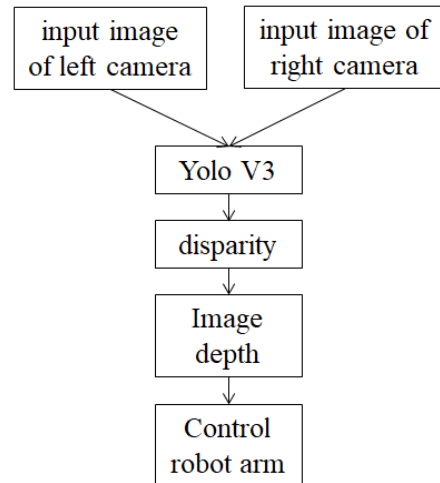 input image
of left camera
input image of
right camera
Yolo V3
disparity
Image
depth
Control
robot arm